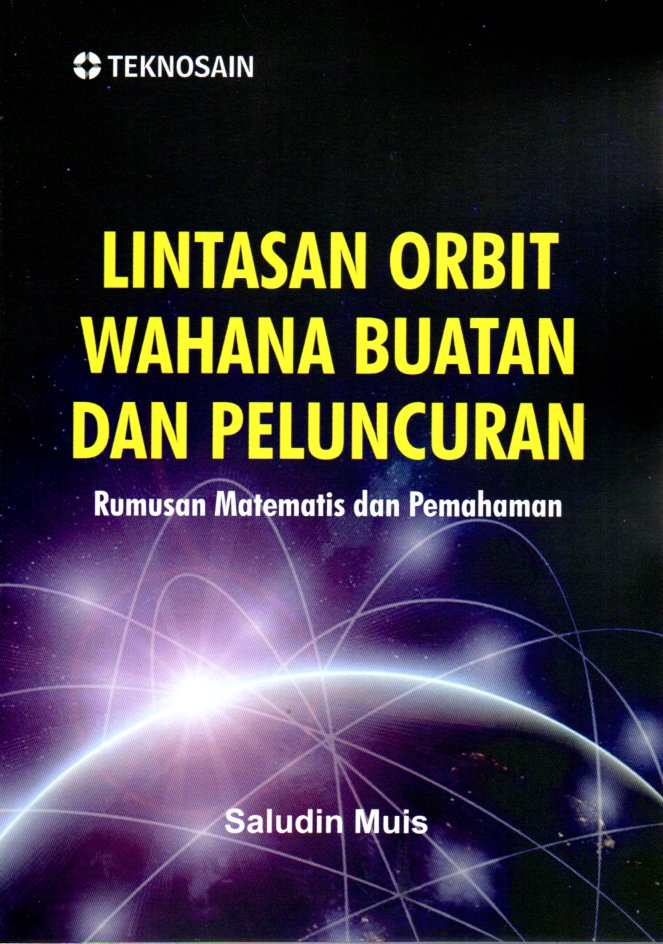 TEKNOSAIN
LINTASAN ORBIT
WAHANA BUATAN
DAN PELUNCURAN
Rumusan Matematis dan Pemahaman
Saludin Muis